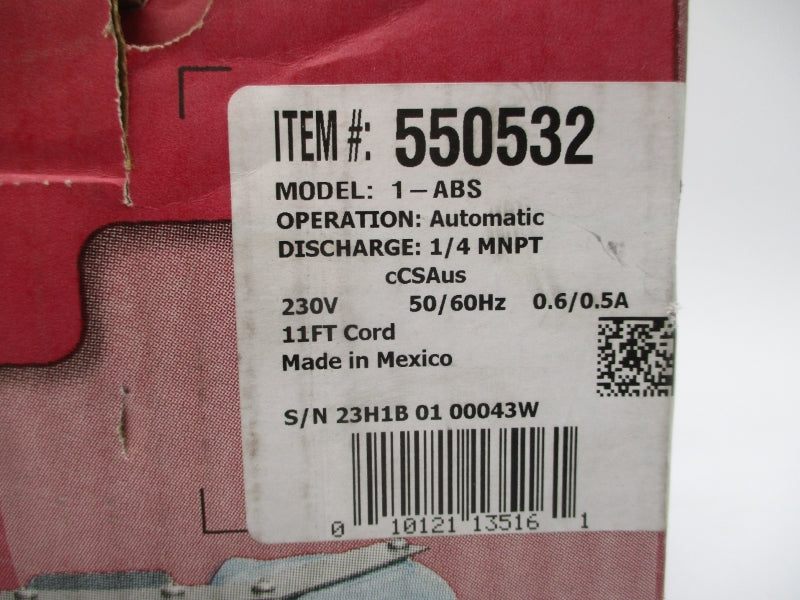 ITEM #: 550532
MODEL: 1-ABS
OPERATION: Automatic
DISCHARGE: 1/4 MNPT
cCSAus
230V 50/60Hz 0.6/0.5A
11FT Cord
Made in Mexico
S/N 23H1B 01 00043W
0 10121 13516 1